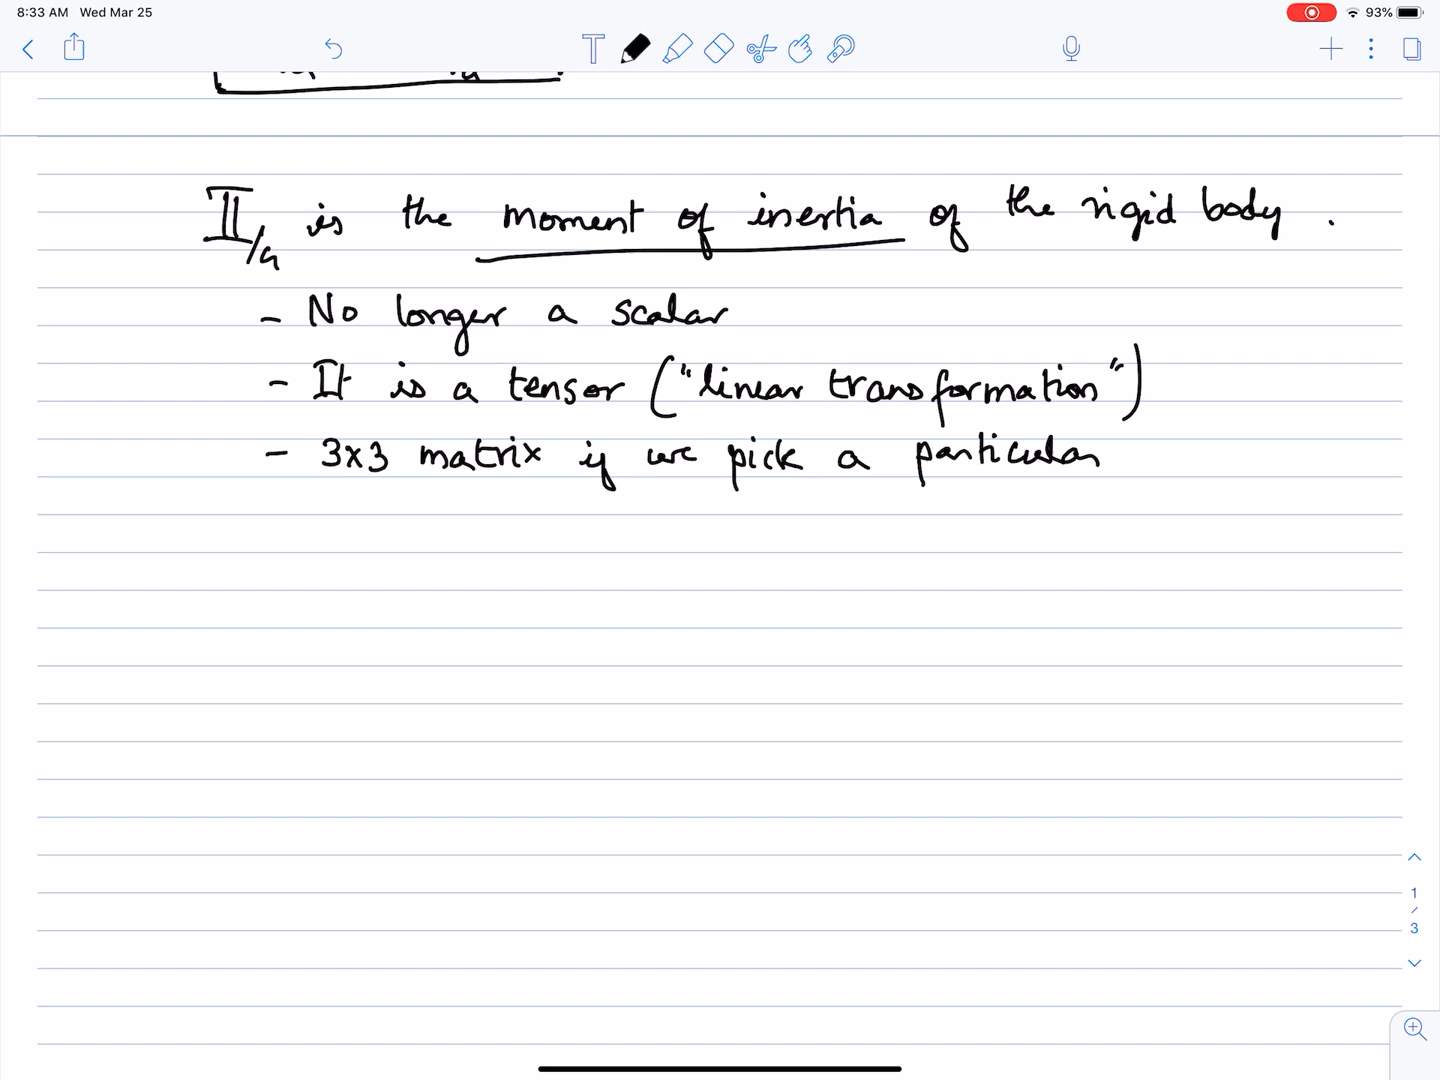 8:33 AM Wed Mar 25
93%
T
II/G is the moment of inertia of the rigid body .
- No longer a scalar
- It is a tensor ("linear transformation")
- 3x3 matrix if we pick a particular
1
/
3